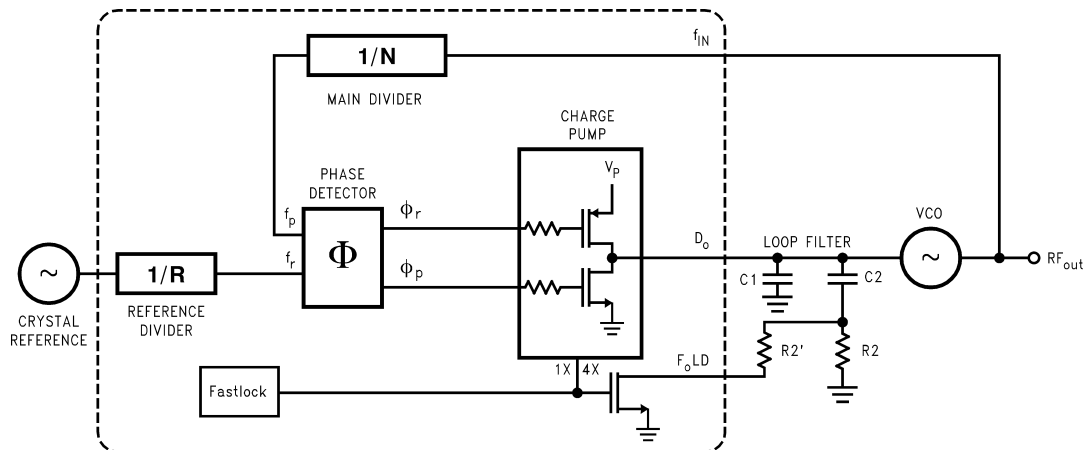 f_IN
1/N
MAIN DIVIDER
CHARGE
PUMP
V_P
PHASE
DETECTOR
f_p
f_r
Φ
ϕ_r
ϕ_p
D_o
LOOP FILTER
C1
C2
VCO
~
RF_out
~
1/R
CRYSTAL
REFERENCE
REFERENCE
DIVIDER
1X
4X
F_oLD
R2'
R2
Fastlock